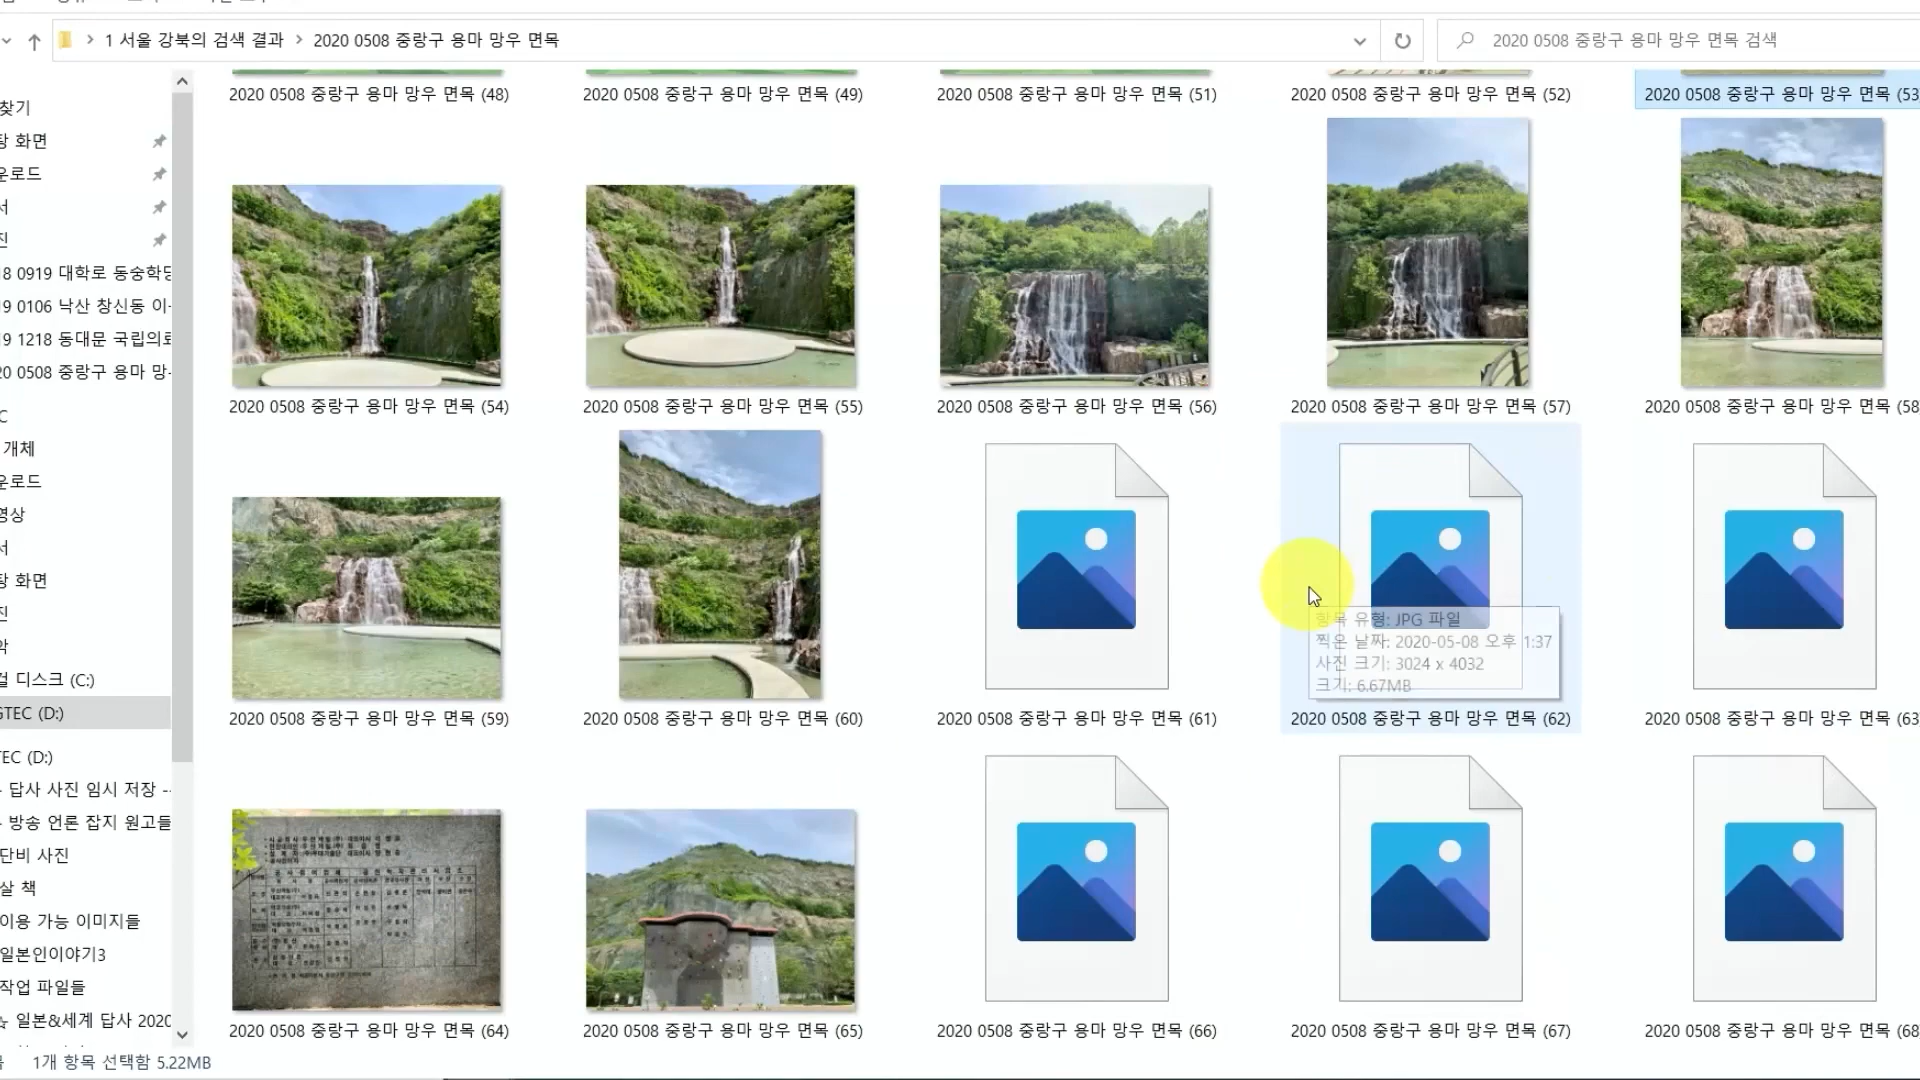 1 서울 강북의 검색 결과 > 2020 0508 중랑구 용마 망우 면목
2020 0508 중랑구 용마 망우 면목 검색
찾기
탕 화면
운로드
서
진
18 0919 대학로 동숭학당
19 0106 낙산 창신동 이
19 1218 동대문 국립의료
20 0508 중랑구 용마 망
C
개체
운로드
영상
서
탕 화면
진
악
컬 디스크 (C:)
GTEC (D:)
TEC (D:)
답사 사진 임시 저장 --
방송 언론 잡지 원고들
단비 사진
살 책
이용 가능 이미지들
일본인이야기3
작업 파일들
☆ 일본&세계 답사 2020
1개 항목 선택함 5.22MB
2020 0508 중랑구 용마 망우 면목 (48)
2020 0508 중랑구 용마 망우 면목 (49)
2020 0508 중랑구 용마 망우 면목 (51)
2020 0508 중랑구 용마 망우 면목 (52)
2020 0508 중랑구 용마 망우 면목 (53
2020 0508 중랑구 용마 망우 면목 (54)
2020 0508 중랑구 용마 망우 면목 (55)
2020 0508 중랑구 용마 망우 면목 (56)
2020 0508 중랑구 용마 망우 면목 (57)
2020 0508 중랑구 용마 망우 면목 (58
항목 유형: JPG 파일
찍은 날짜: 2020-05-08 오후 1:37
사진 크기: 3024 x 4032
크기: 6.67MB
2020 0508 중랑구 용마 망우 면목 (59)
2020 0508 중랑구 용마 망우 면목 (60)
2020 0508 중랑구 용마 망우 면목 (61)
2020 0508 중랑구 용마 망우 면목 (62)
2020 0508 중랑구 용마 망우 면목 (63
2020 0508 중랑구 용마 망우 면목 (64)
2020 0508 중랑구 용마 망우 면목 (65)
2020 0508 중랑구 용마 망우 면목 (66)
2020 0508 중랑구 용마 망우 면목 (67)
2020 0508 중랑구 용마 망우 면목 (68